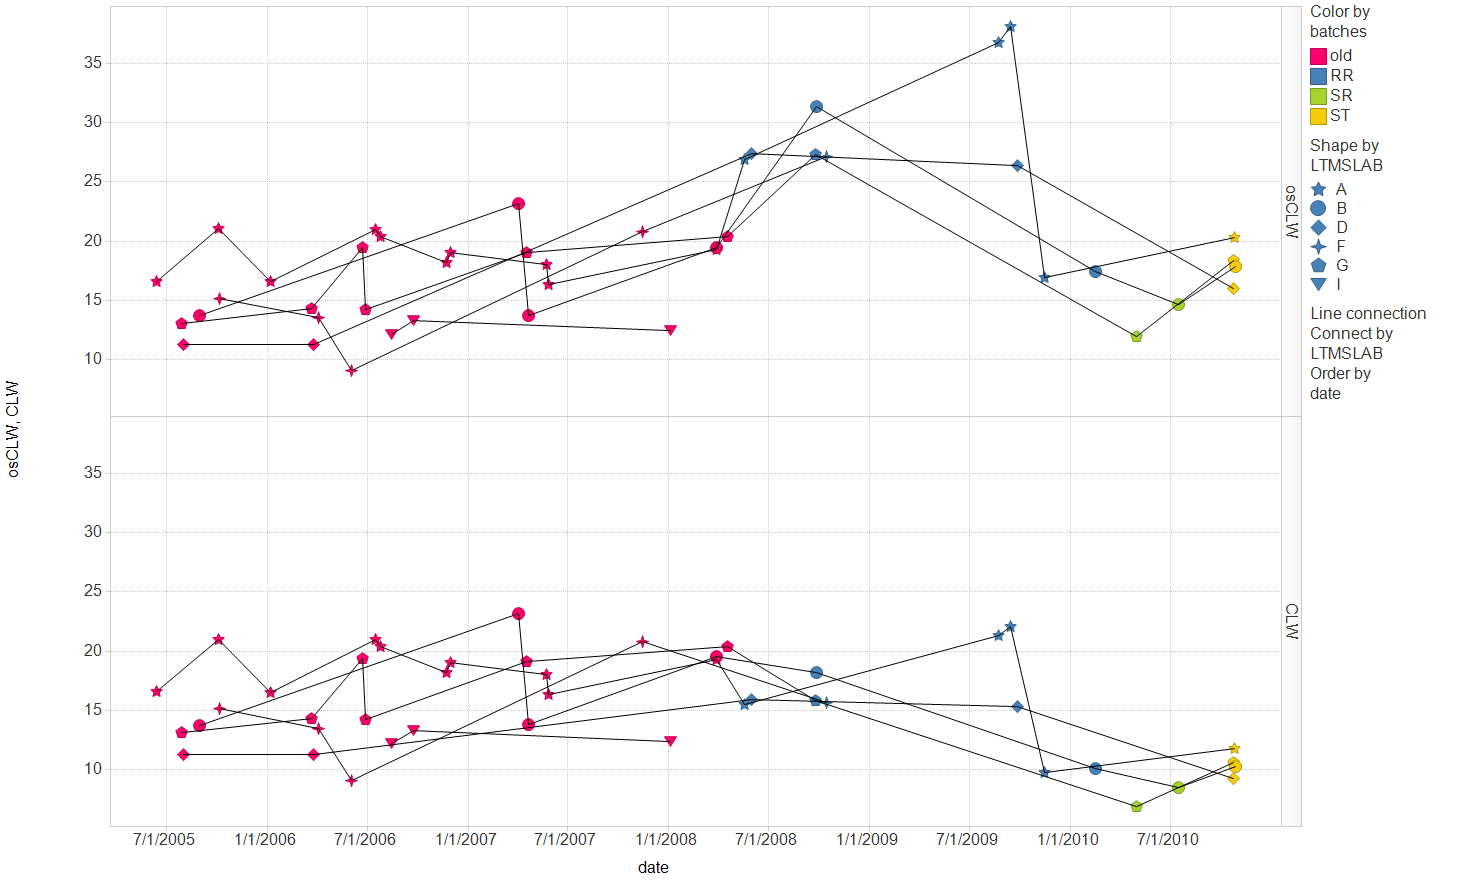 osCLW, CLW
35
30
25
20
15
10
osCLW
35
30
25
20
15
10
CLW
7/1/2005
1/1/2006
7/1/2006
1/1/2007
7/1/2007
1/1/2008
7/1/2008
1/1/2009
7/1/2009
1/1/2010
7/1/2010
date
Color by
batches
old
RR
SR
ST
Shape by
LTMSLAB
A
B
D
F
G
I
Line connection
Connect by
LTMSLAB
Order by
date